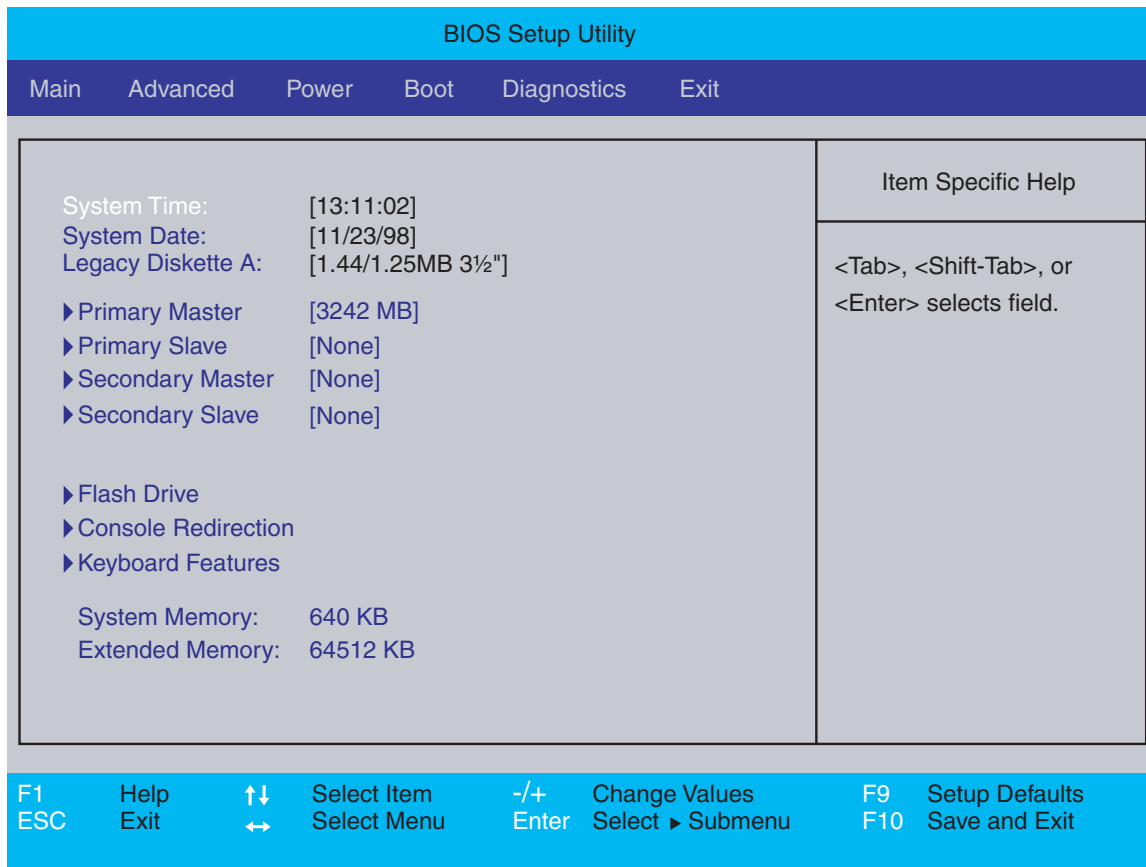 BIOS Setup Utility
Main Advanced Power Boot Diagnostics Exit
System Time: [13:11:02]
System Date: [11/23/98]
Legacy Diskette A: [1.44/1.25MB 3½"]
Primary Master [3242 MB]
Primary Slave [None]
Secondary Master [None]
Secondary Slave [None]
Flash Drive
Console Redirection
Keyboard Features
System Memory: 640 KB
Extended Memory: 64512 KB
Item Specific Help
<Tab>, <Shift-Tab>, or
<Enter> selects field.
F1 Help ↑↓ Select Item -/+ Change Values F9 Setup Defaults
ESC Exit ↔ Select Menu Enter Select ▶ Submenu F10 Save and Exit